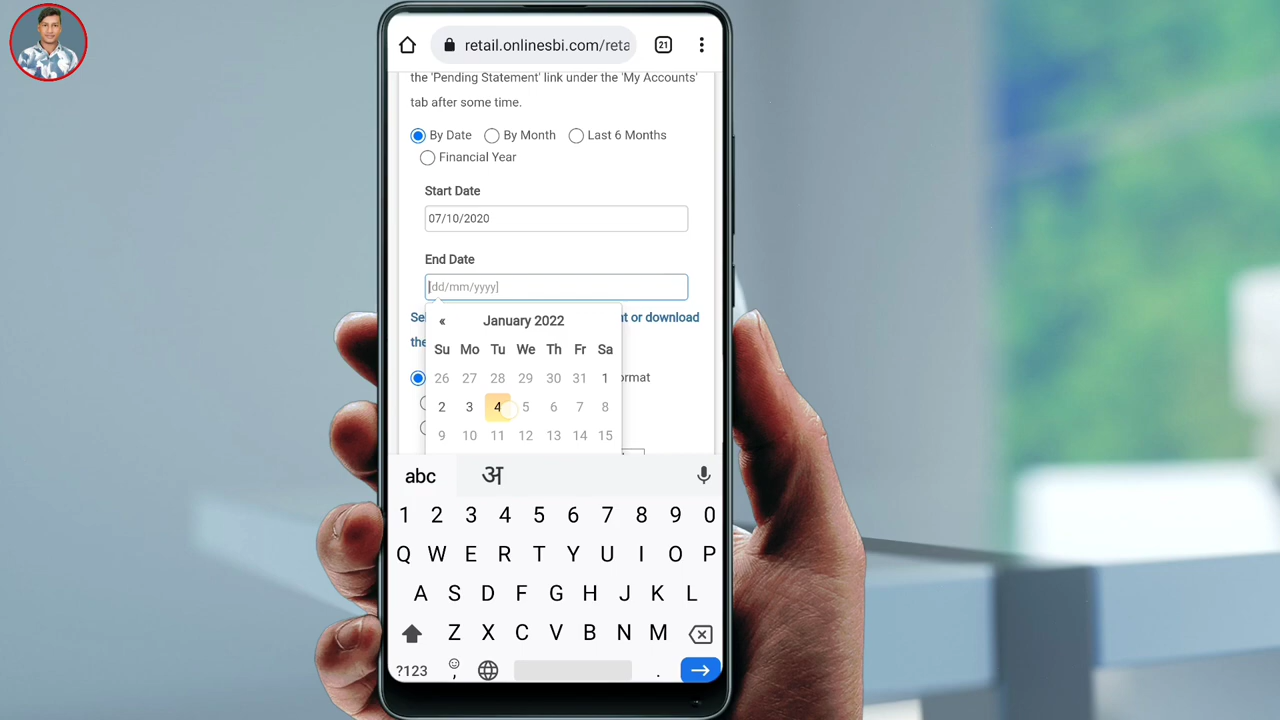 21
retail.onlinesbi.com/reta
the 'Pending Statement' link under the 'My Accounts'
tab after some time.
By Date By Month Last 6 Months
Financial Year
Start Date
07/10/2020
End Date
[dd/mm/yyyy]
Sel t or download
the
« January 2022
Su Mo Tu We Th Fr Sa
26 27 28 29 30 31 1
2 3 4 5 6 7 8
9 10 11 12 13 14 15
ormat
abc अ
1 2 3 4 5 6 7 8 9 0
Q W E R T Y U I O P
A S D F G H J K L
Z X C V B N M
?123 , .